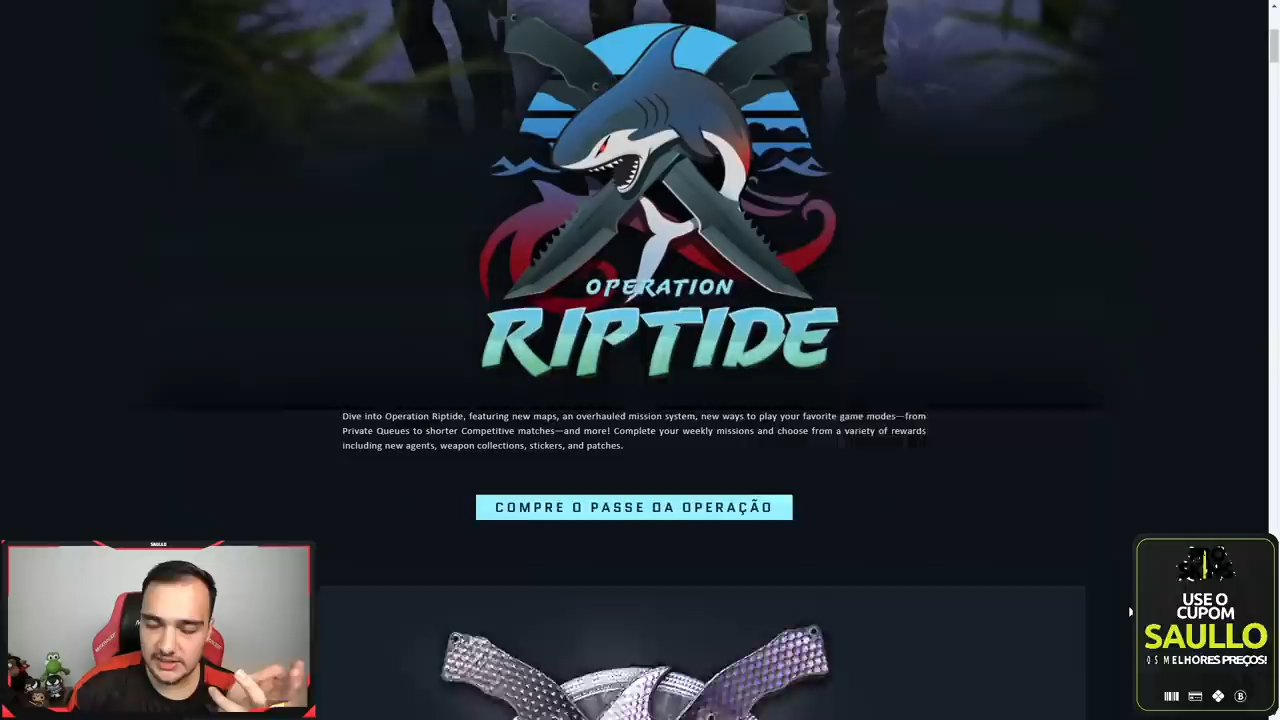 OPERATION
RIPTIDE
Dive into Operation Riptide, featuring new maps, an overhauled mission system, new ways to play your favorite game modes—from
Private Queues to shorter Competitive matches—and more! Complete your weekly missions and choose from a variety of rewards
including new agents, weapon collections, stickers, and patches.
COMPRE O PASSE DA OPERAÇÃO
SAULLO
USE O
CUPOM
SAULLO
OS MELHORES PREÇOS!